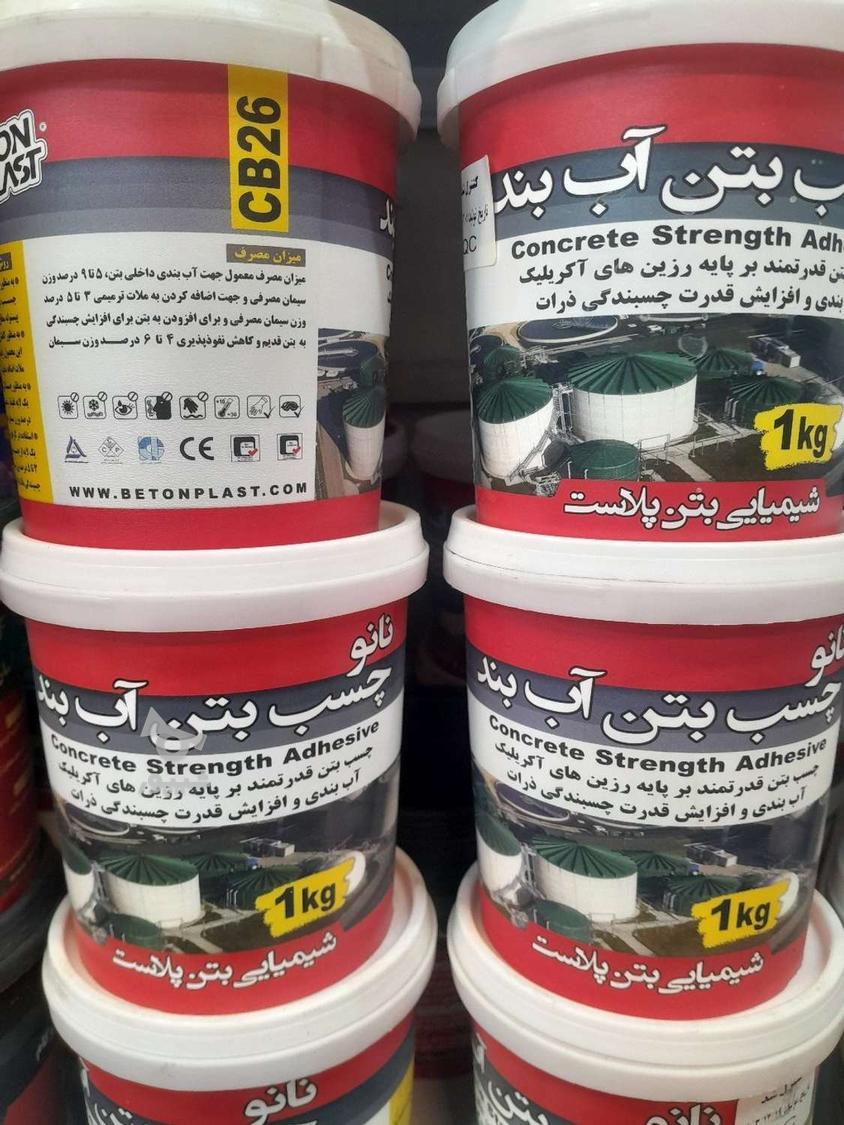 ON
LAST
CB26
میزان مصرف
میزان مصرف معمول جهت آب بندی داخلی بتن، ۵ تا ۹ درصد وزن
سیمان مصرفی و جهت اضافه کردن به ملات ترمیمی ۳ تا ۵ درصد
وزن سیمان مصرفی و برای افزودن به بتن برای افزایش چسبندگی
به بتن قدیم و کاهش نفوذپذیری ۴ تا ۶ درصد وزن سیمان
CE
WWW.BETONPLAST.COM
ب بتن آب بند
QC
Concrete Strength Adh
تن قدرتمند بر پایه رزین های آکریلیک
بندی و افزایش قدرت چسبندگی ذرات
1kg
شیمیایی بتن پلاست
نانو
چسب بتن آب بند
Concrete Strength Adhesive
چسب بتن قدرتمند بر پایه رزین های آکریلیک
آب بندی و افزایش قدرت چسبندگی ذرات
1kg
شیمیایی بتن پلاست
نانو
چسب بتن آب بند
Concrete Strength Adhesive
چسب بتن قدرتمند بر پایه رزین های آکریلیک
آب بندی و افزایش قدرت چسبندگی ذرات
1kg
شیمیایی بتن پلاست
نانو
بتن آب
نانو
بتن